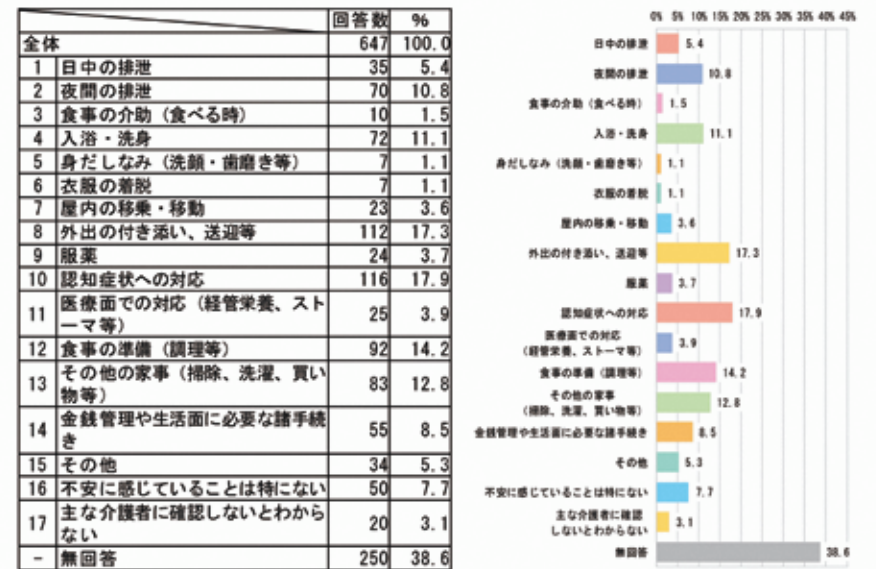 回答数 %
全体 647 100.0
1 日中の排泄 35 5.4
2 夜間の排泄 70 10.8
3 食事の介助（食べる時） 10 1.5
4 入浴・洗身 72 11.1
5 身だしなみ（洗顔・歯磨き等） 7 1.1
6 衣服の着脱 7 1.1
7 屋内の移乗・移動 23 3.6
8 外出の付き添い、送迎等 112 17.3
9 服薬 24 3.7
10 認知症状への対応 116 17.9
11 医療面での対応（経管栄養、スト
ーマ等） 25 3.9
12 食事の準備（調理等） 92 14.2
13 その他の家事（掃除、洗濯、買い
物等） 83 12.8
14 金銭管理や生活面に必要な諸手続
き 55 8.5
15 その他 34 5.3
16 不安に感じていることは特にない 50 7.7
17 主な介護者に確認しないとわから
ない 20 3.1
- 無回答 250 38.6
0% 5% 10% 15% 20% 25% 30% 35% 40% 45%
日中の排泄 5.4
夜間の排泄 10.8
食事の介助（食べる時） 1.5
入浴・洗身 11.1
身だしなみ（洗顔・歯磨き等） 1.1
衣服の着脱 1.1
屋内の移乗・移動 3.6
外出の付き添い、送迎等 17.3
服薬 3.7
認知症状への対応 17.9
医療面での対応
（経管栄養、ストーマ等） 3.9
食事の準備（調理等） 14.2
その他の家事
（掃除、洗濯、買い物等） 12.8
金銭管理や生活面に必要な諸手続き 8.5
その他 5.3
不安に感じていることは特にない 7.7
主な介護者に確認
しないとわからない 3.1
無回答 38.6